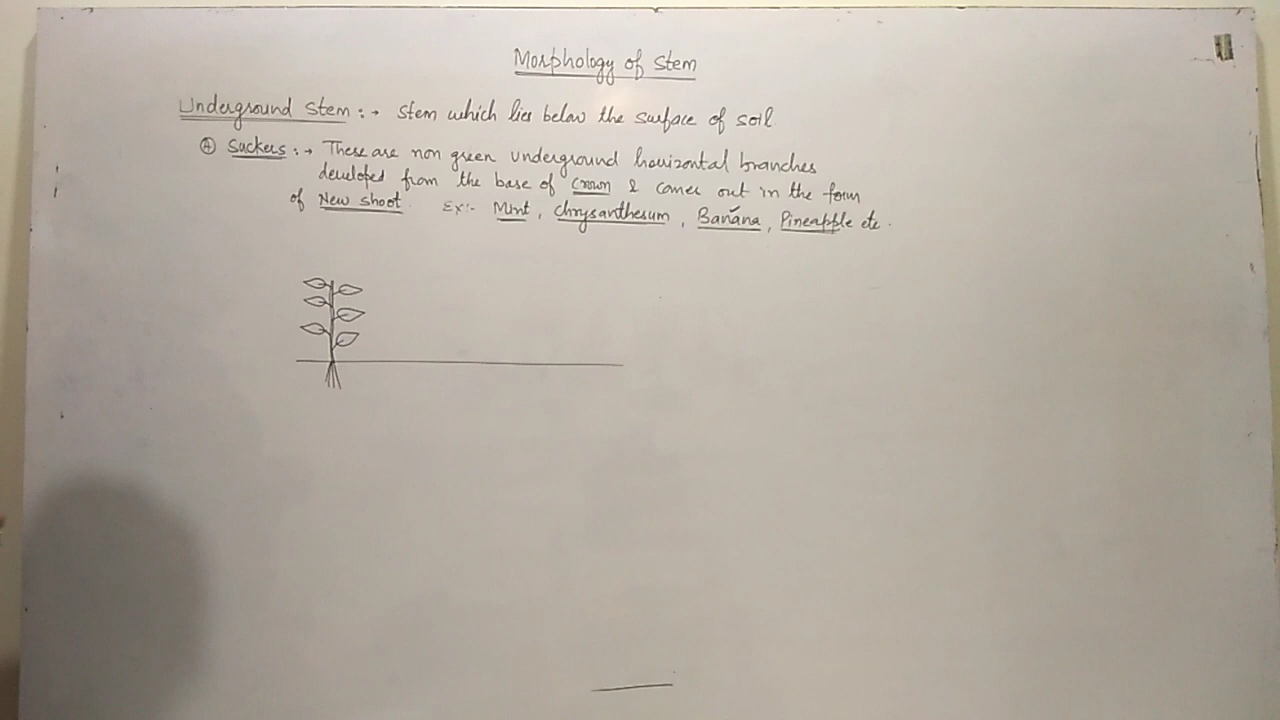 Morphology of Stem
Underground Stem :→ Stem which lies below the surface of soil
Ⓐ Suckers :→ These are non green underground horizontal branches
developed from the base of Crown & comes out in the form
of New shoot. Ex:- Mint, Chrysanthesum, Banana, Pineapple etc.